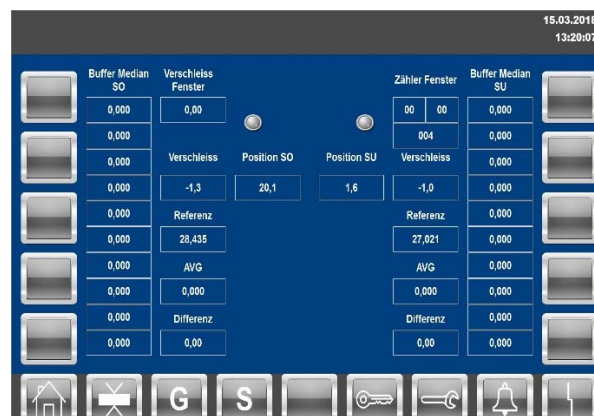 15.03.2018
13:20:07
Buffer Median SO
Verschleiss Fenster
Zähler Fenster
Buffer Median SU
0,000
0,00
00 00
0,000
0,000
004
0,000
0,000
Verschleiss
Position SO
Position SU
Verschleiss
0,000
0,000
-1,3
20,1
1,6
-1,0
0,000
0,000
Referenz
Referenz
0,000
0,000
28,435
27,021
0,000
0,000
AVG
AVG
0,000
0,000
0,000
0,000
0,000
0,000
Differenz
Differenz
0,000
0,000
0,00
0,00
0,000
G
S